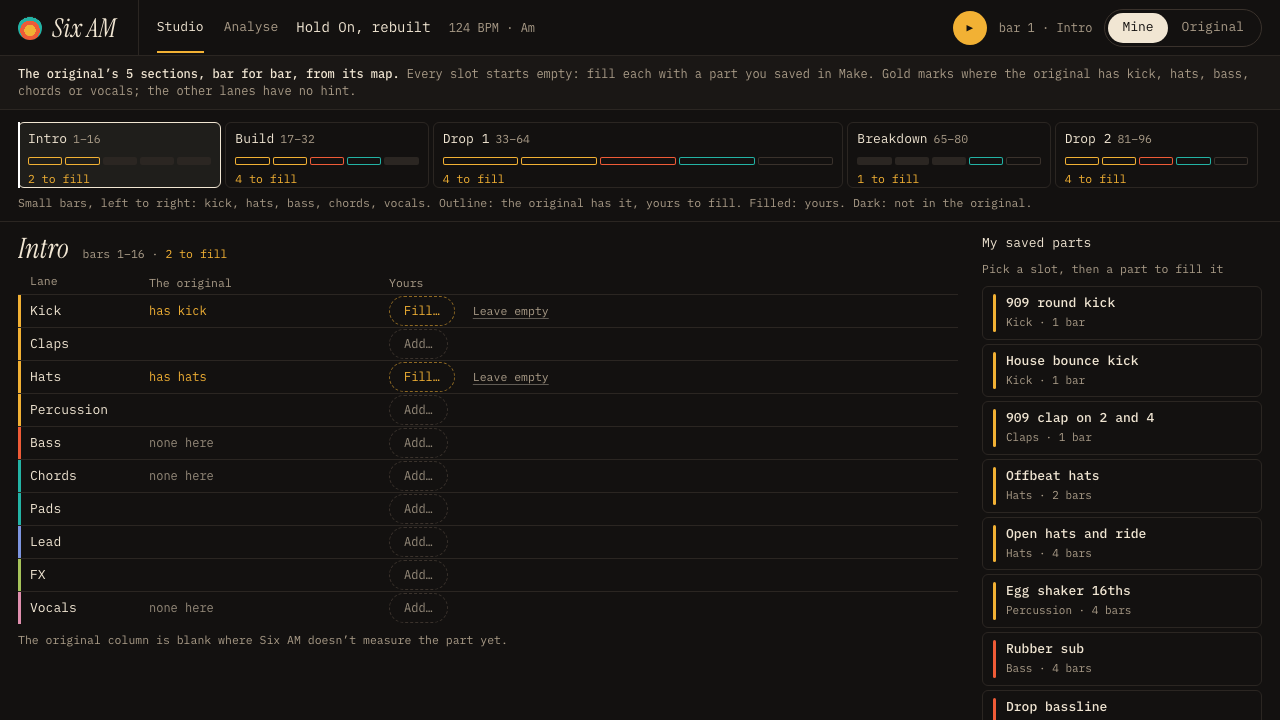 Six AM
Studio Analyse Hold On, rebuilt 124 BPM · Am
bar 1 · Intro Mine Original
The original’s 5 sections, bar for bar, from its map. Every slot starts empty: fill each with a part you saved in Make. Gold marks where the original has kick, hats, bass,
chords or vocals; the other lanes have no hint.
Intro 1–16 Build 17–32 Drop 1 33–64 Breakdown 65–80 Drop 2 81–96
2 to fill 4 to fill 4 to fill 1 to fill 4 to fill
Small bars, left to right: kick, hats, bass, chords, vocals. Outline: the original has it, yours to fill. Filled: yours. Dark: not in the original.
Intro bars 1–16 · 2 to fill
Lane The original Yours
Kick has kick Fill… Leave empty
Claps Add…
Hats has hats Fill… Leave empty
Percussion Add…
Bass none here Add…
Chords none here Add…
Pads Add…
Lead Add…
FX Add…
Vocals none here Add…
The original column is blank where Six AM doesn’t measure the part yet.
My saved parts
Pick a slot, then a part to fill it
909 round kick
Kick · 1 bar
House bounce kick
Kick · 1 bar
909 clap on 2 and 4
Claps · 1 bar
Offbeat hats
Hats · 2 bars
Open hats and ride
Hats · 4 bars
Egg shaker 16ths
Percussion · 4 bars
Rubber sub
Bass · 4 bars
Drop bassline